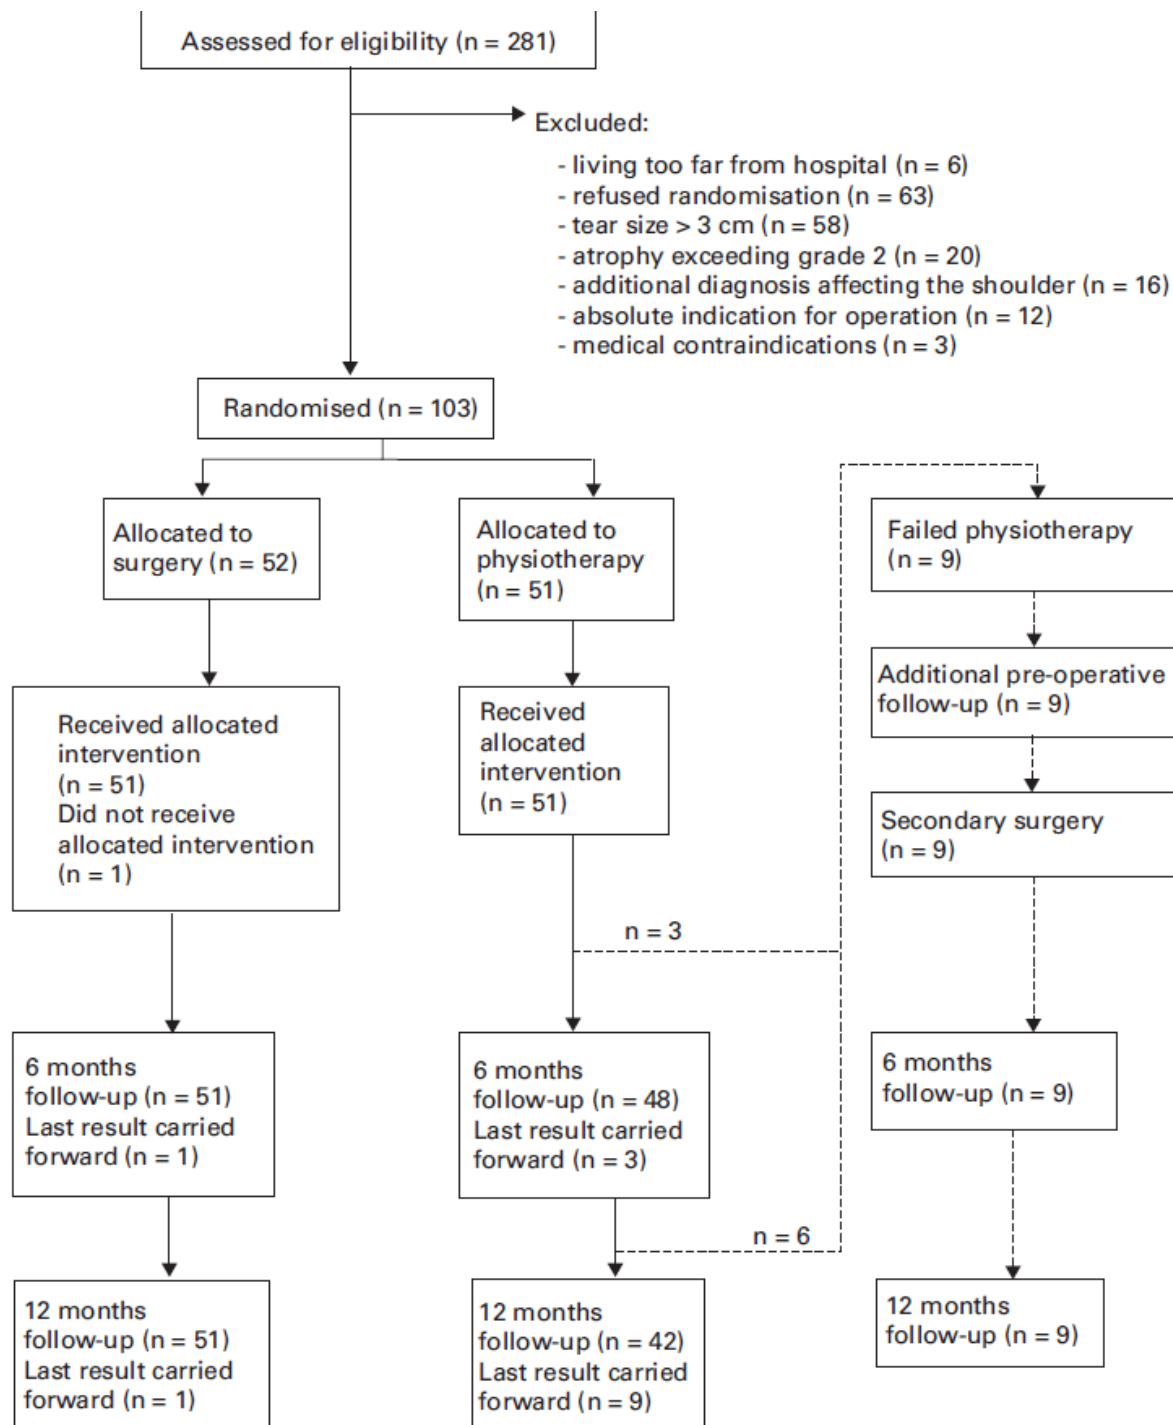 Assessed for eligibility (n = 281)
Excluded:
- living too far from hospital (n = 6)
- refused randomisation (n = 63)
- tear size > 3 cm (n = 58)
- atrophy exceeding grade 2 (n = 20)
- additional diagnosis affecting the shoulder (n = 16)
- absolute indication for operation (n = 12)
- medical contraindications (n = 3)
Randomised (n = 103)
Allocated to
surgery (n = 52)
Allocated to
physiotherapy
(n = 51)
Failed physiotherapy
(n = 9)
Additional pre-operative
follow-up (n = 9)
Received allocated
intervention
(n = 51)
Did not receive
allocated intervention
(n = 1)
Received
allocated
intervention
(n = 51)
Secondary surgery
(n = 9)
n = 3
6 months
follow-up (n = 51)
Last result carried
forward (n = 1)
6 months
follow-up (n = 48)
Last result carried
forward (n = 3)
6 months
follow-up (n = 9)
n = 6
12 months
follow-up (n = 51)
Last result carried
forward (n = 1)
12 months
follow-up (n = 42)
Last result carried
forward (n = 9)
12 months
follow-up (n = 9)